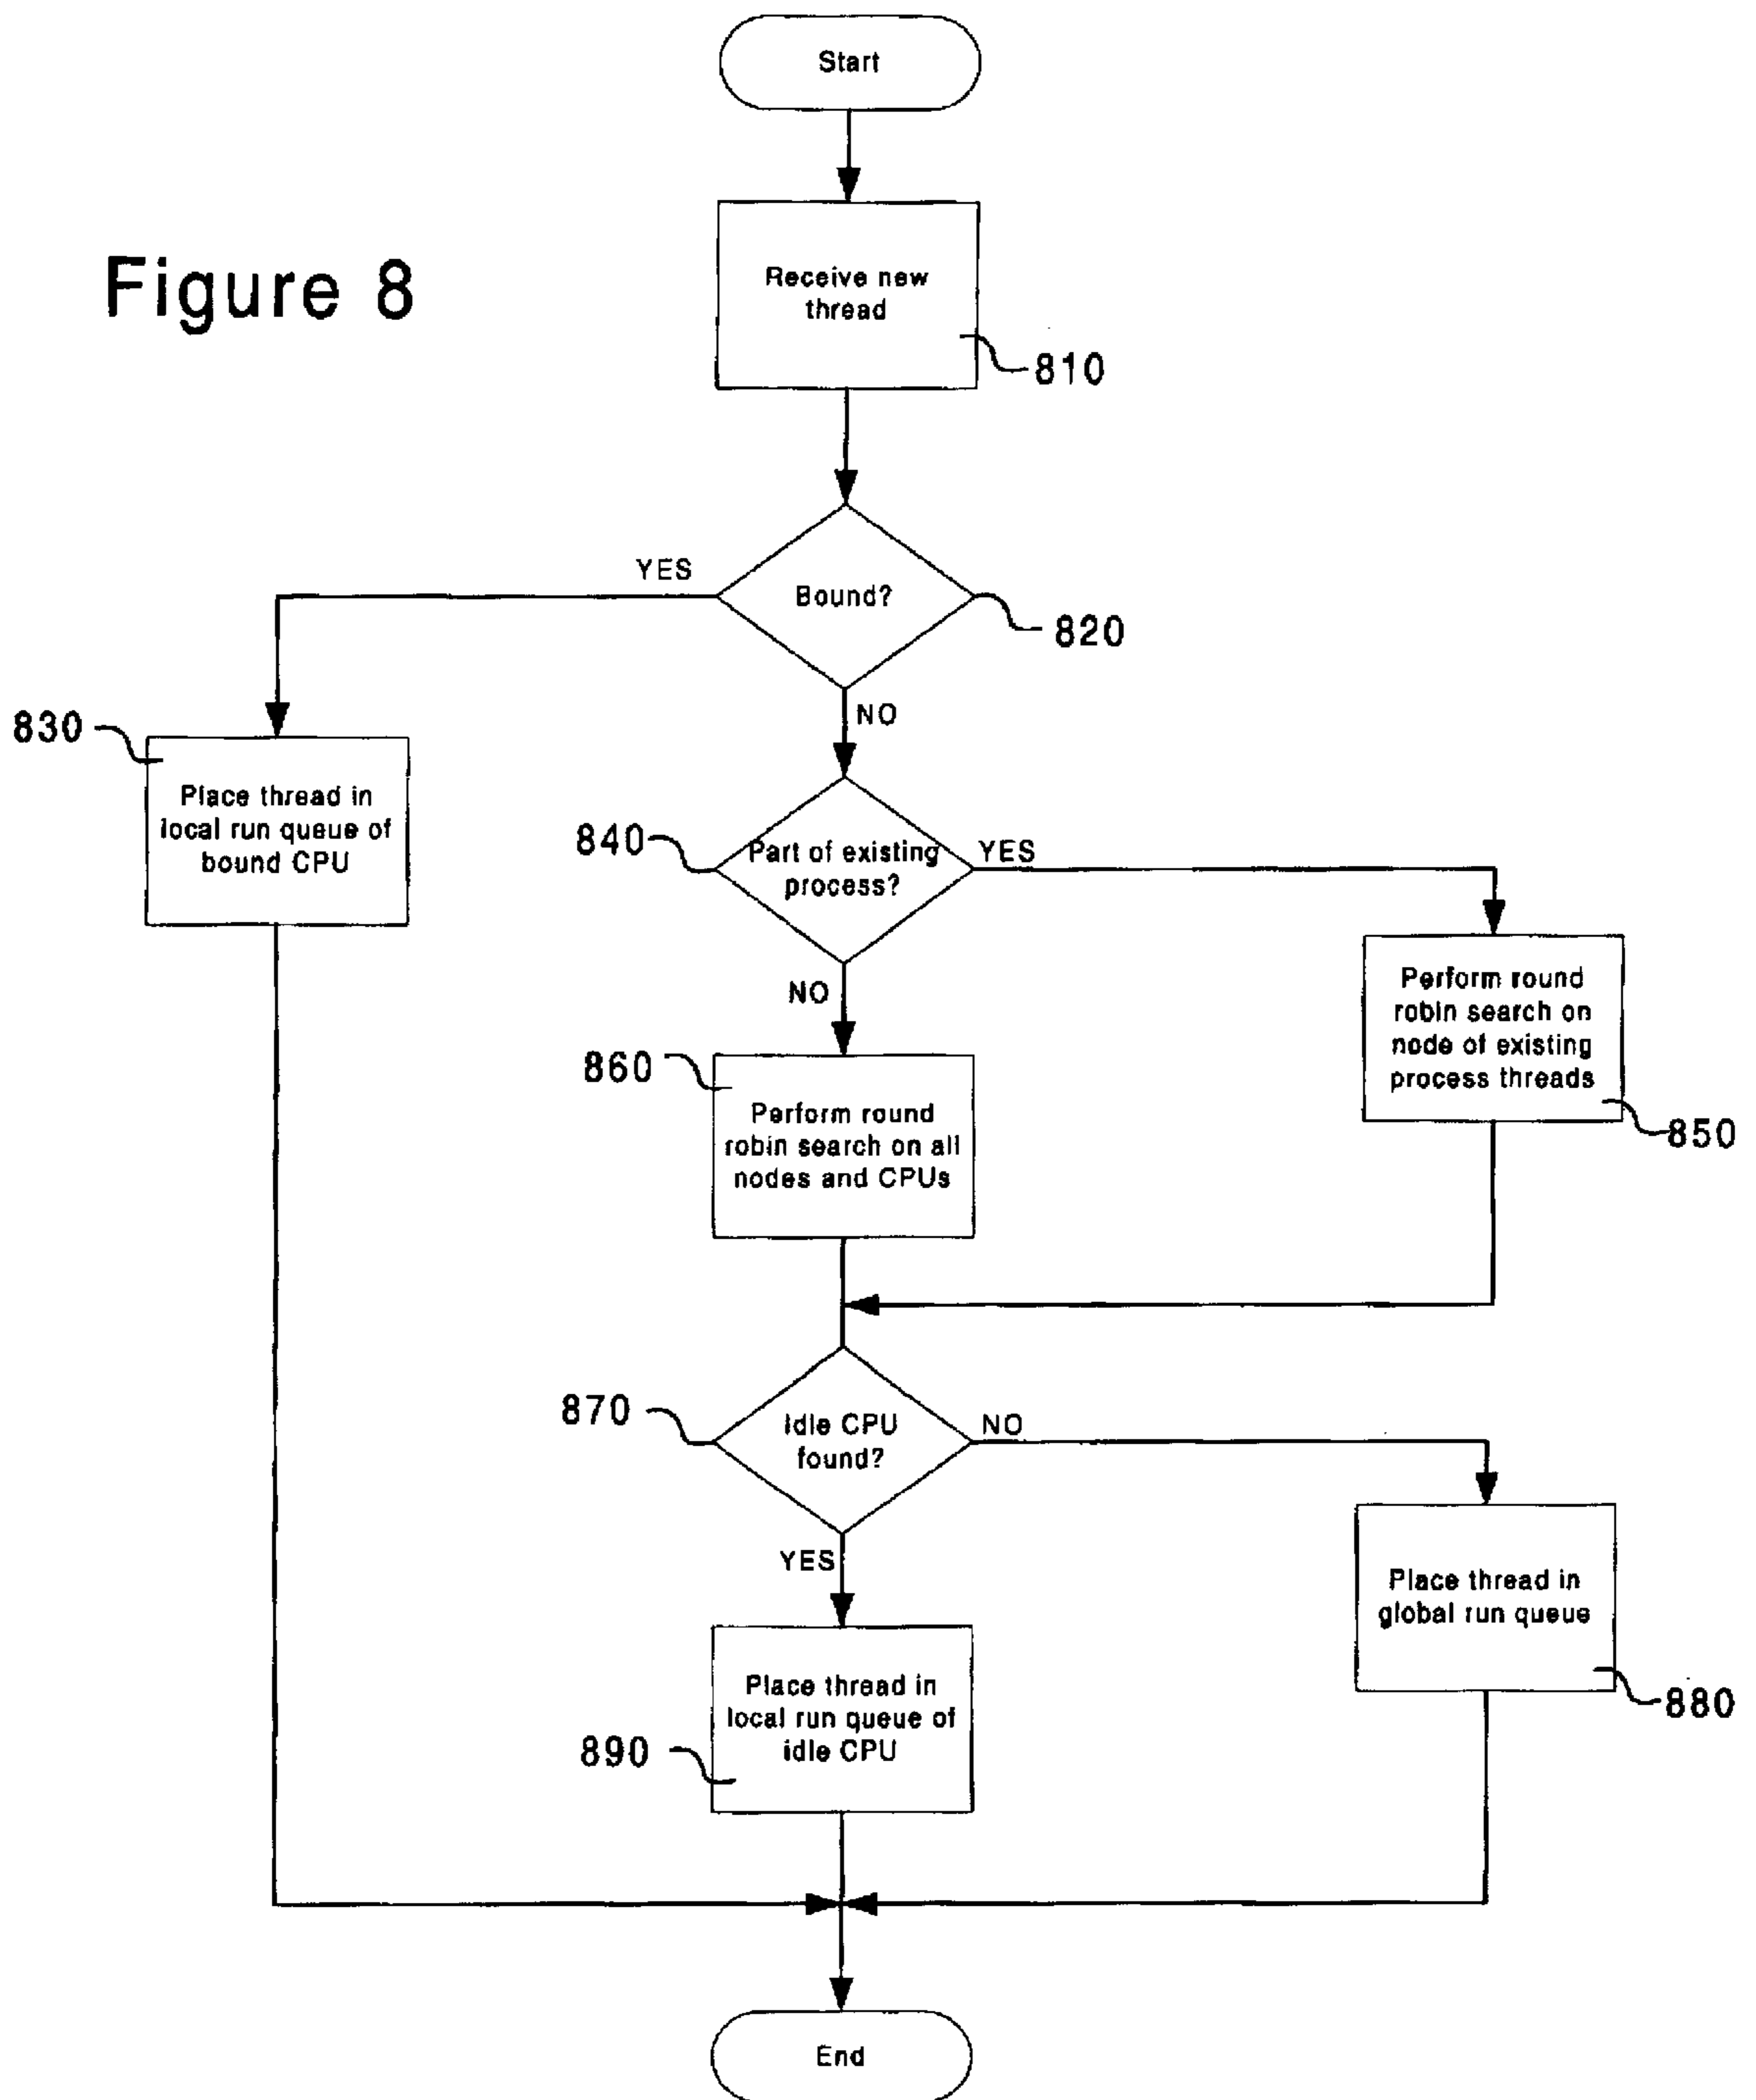 Start
Figure 8
Receive new
thread
810
YES
Bound?
820
NO
830
Place thread in
local run queue of
bound CPU
840
Part of existing
process?
YES
NO
Perform round
robin search on
node of existing
process threads
850
860
Perform round
robin search on all
nodes and CPUs
870
Idle CPU
found?
NO
YES
Place thread in
global run queue
880
Place thread in
local run queue of
idle CPU
890
End